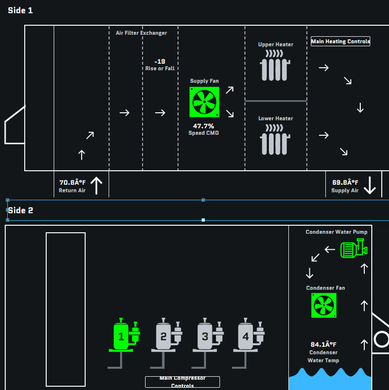 Side 1
Air Filter Exchanger
-19
Rise or Fall
Supply Fan
47.7%
Speed CMD
Upper Heater
Lower Heater
Main Heating Controls
70.8Â°F
Return Air
69.8Â°F
Supply Air
Side 2
1
2
3
4
Main Compressor
Controls
Condenser Water Pump
Condenser Fan
84.1Â°F
Condenser
Water Temp